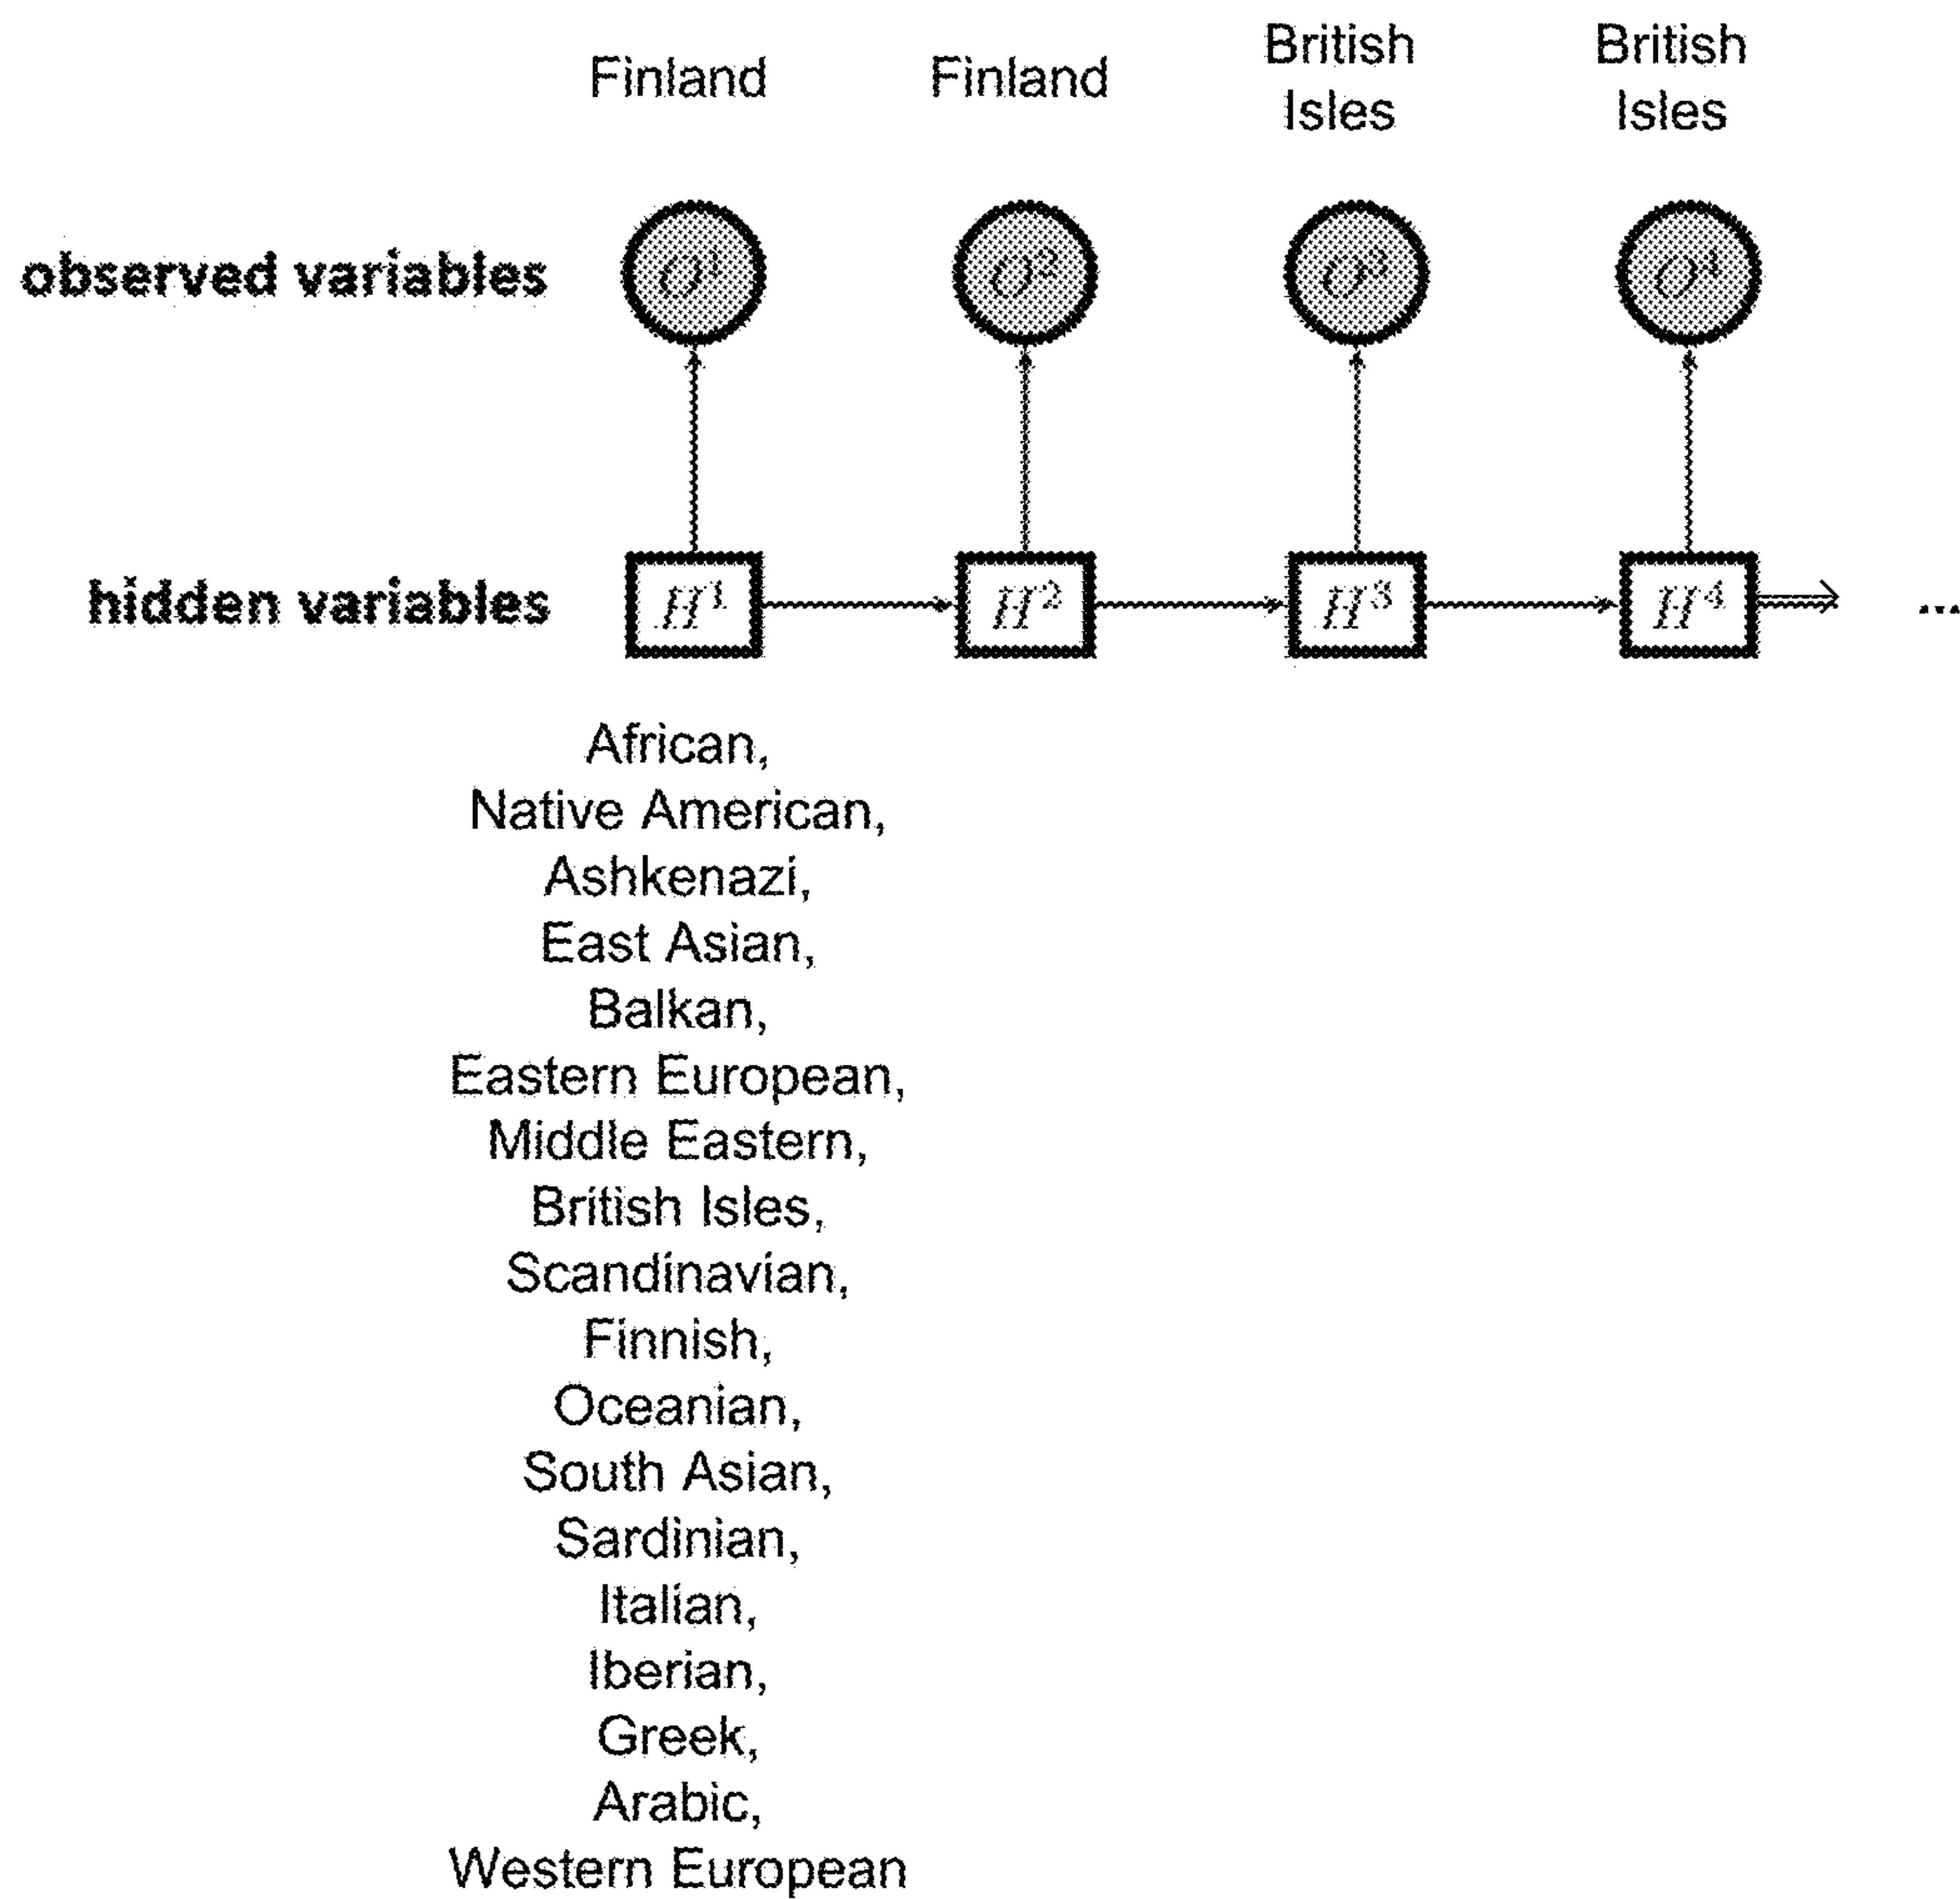 Finland Finland British Isles British Isles
observed variables O¹ O² O³ O⁴
hidden variables H¹ H² H³ H⁴ ...
African,
Native American,
Ashkenazi,
East Asian,
Balkan,
Eastern European,
Middle Eastern,
British Isles,
Scandinavian,
Finnish,
Oceanian,
South Asian,
Sardinian,
Italian,
Iberian,
Greek,
Arabic,
Western European